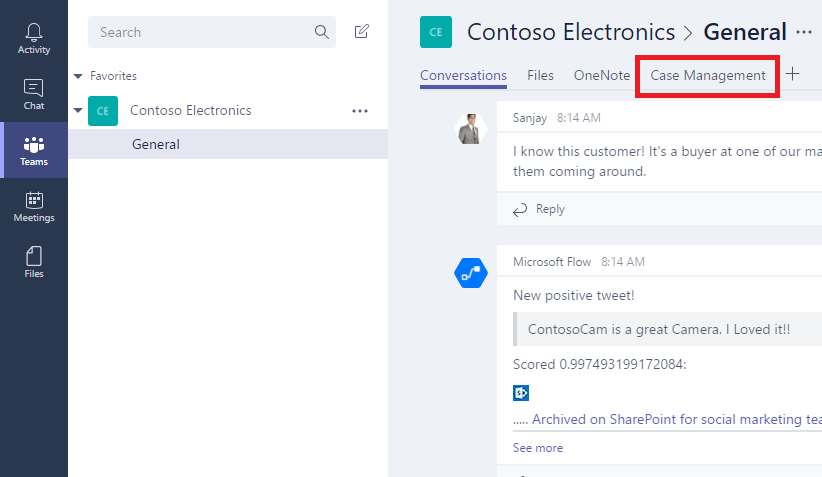 Activity
Chat
Teams
Meetings
Files
Search
Favorites
CE Contoso Electronics ...
General
CE Contoso Electronics > General ...
Conversations Files OneNote Case Management +
Sanjay 8:14 AM
I know this customer! It's a buyer at one of our ma
them coming around.
Reply
Microsoft Flow 8:14 AM
New positive tweet!
ContosoCam is a great Camera. I Loved it!!
Scored 0.997493199172084:
..... Archived on SharePoint for social marketing tea
See more